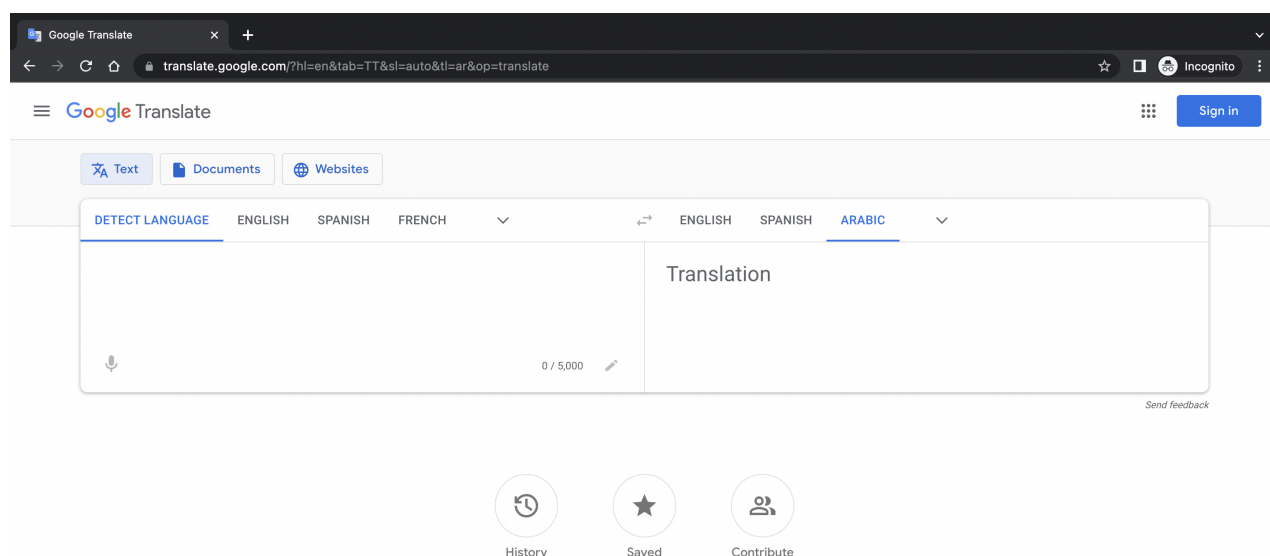 Google Translate
translate.google.com/?hl=en&tab=TT&sl=auto&tl=ar&op=translate
Incognito
Google Translate
Sign in
Text Documents Websites
DETECT LANGUAGE ENGLISH SPANISH FRENCH ENGLISH SPANISH ARABIC
Translation
0 / 5,000
Send feedback
History Saved Contribute